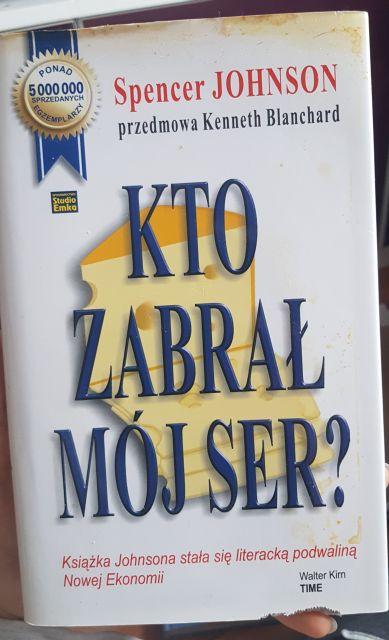 PONAD
5 000 000
SPRZEDANYCH
EGZEMPLARZY
Spencer JOHNSON
przedmowa Kenneth Blanchard
WYDAWNICTWO
Studio
Emka
KTO
ZABRAŁ
MÓJ SER?
Książka Johnsona stała się literacką podwaliną
Nowej Ekonomii
Walter Kirn
TIME